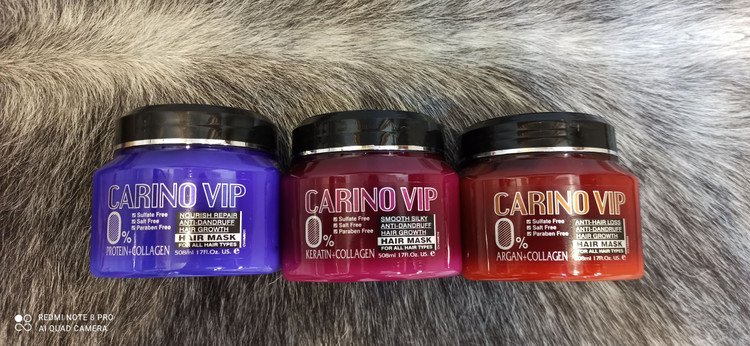 CARINO VIP
0%
Sulfate Free
Salt Free
Paraben Free
NOURISH REPAIR
ANTI-DANDRUFF
HAIR GROWTH
HAIR MASK
FOR ALL HAIR TYPES
PROTEIN+COLLAGEN
508ml 17fl.Oz. US. e
CARINO VIP
0%
Sulfate Free
Salt Free
Paraben Free
SMOOTH SILKY
ANTI-DANDRUFF
HAIR GROWTH
HAIR MASK
FOR ALL HAIR TYPES
KERATIN+COLLAGEN
508ml 17fl.Oz. US. e
CARINO VIP
0%
Sulfate Free
Salt Free
Paraben Free
ANTI-HAIR LOSS
ANTI-DANDRUFF
HAIR GROWTH
HAIR MASK
FOR ALL HAIR TYPES
ARGAN+COLLAGEN
508ml 17fl.Oz. US. e
REDMI NOTE 8 PRO
AI QUAD CAMERA